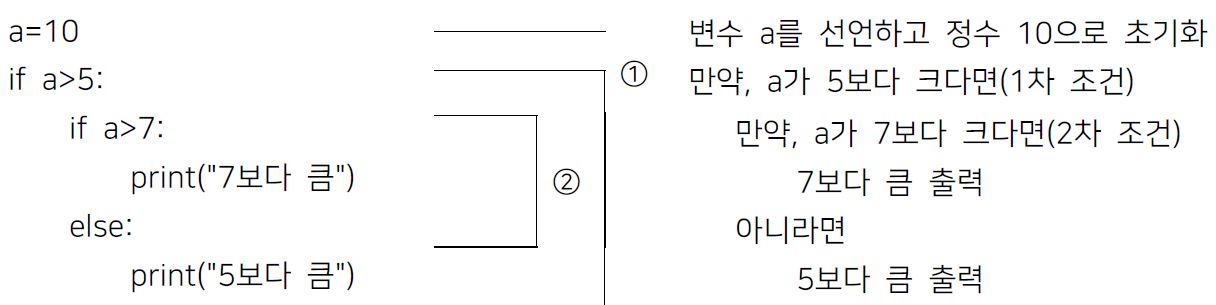 a=10 변수 a를 선언하고 정수 10으로 초기화
if a>5: ① 만약, a가 5보다 크다면(1차 조건)
if a>7: 만약, a가 7보다 크다면(2차 조건)
print("7보다 큼") ② 7보다 큼 출력
else: 아니라면
print("5보다 큼") 5보다 큼 출력